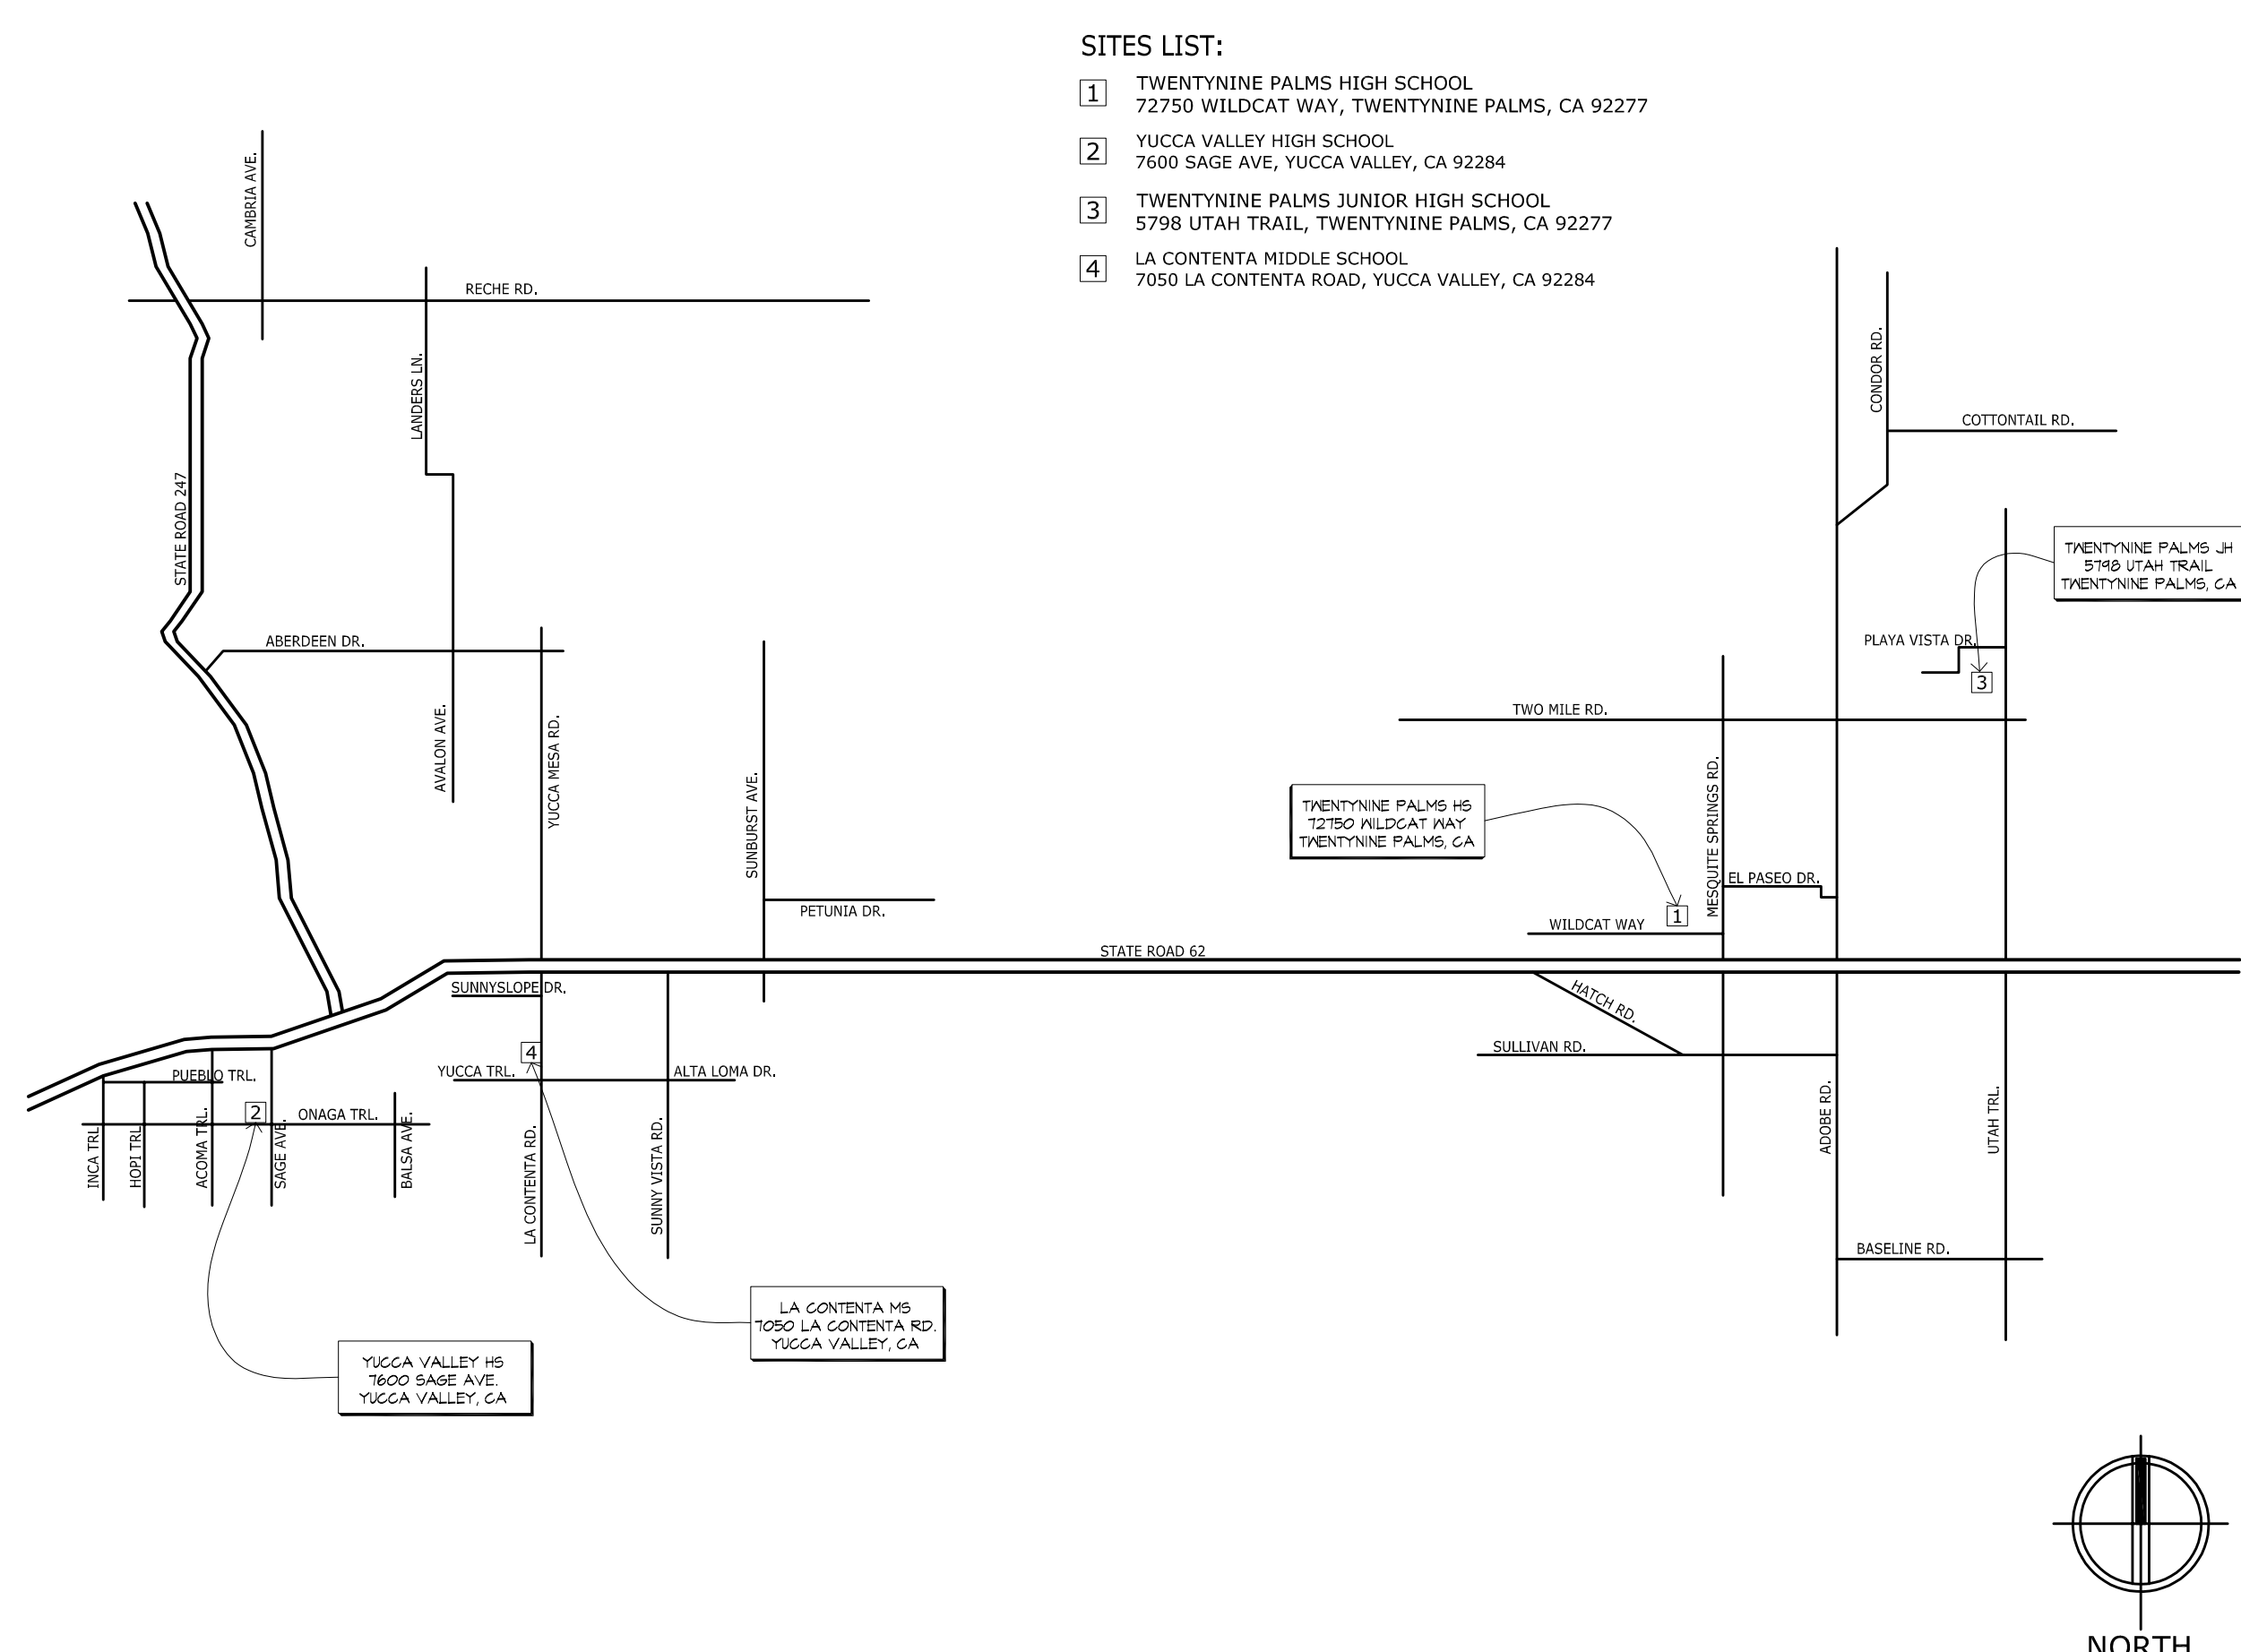 SITES LIST:
1
TWENTYNINE PALMS HIGH SCHOOL
72750 WILDCAT WAY, TWENTYNINE PALMS, CA 92277
2
YUCCA VALLEY HIGH SCHOOL
7600 SAGE AVE, YUCCA VALLEY, CA 92284
3
TWENTYNINE PALMS JUNIOR HIGH SCHOOL
5798 UTAH TRAIL, TWENTYNINE PALMS, CA 92277
4
LA CONTENTA MIDDLE SCHOOL
7050 LA CONTENTA ROAD, YUCCA VALLEY, CA 92284
CAMBRIA AVE.
RECHE RD.
LANDERS LN.
STATE ROAD 247
ABERDEEN DR.
AVALON AVE.
YUCCA MESA RD.
SUNBURST AVE.
PETUNIA DR.
STATE ROAD 62
CONDOR RD.
COTTONTAIL RD.
TWENTYNINE PALMS JH
5798 UTAH TRAIL
TWENTYNINE PALMS, CA
PLAYA VISTA DR.
3
TWO MILE RD.
MESQUITE SPRINGS RD.
TWENTYNINE PALMS HS
72750 WILDCAT WAY
TWENTYNINE PALMS, CA
EL PASEO DR.
1
WILDCAT WAY
HATCH RD.
SULLIVAN RD.
ADOBE RD.
UTAH TRL.
BASELINE RD.
SUNNYSLOPE DR.
4
YUCCA TRL.
ALTA LOMA DR.
PUEBLO TRL.
2
ONAGA TRL.
INCA TRL
HOPI TRL
ACOMA TRL.
SAGE AVE.
BALSA AVE.
LA CONTENTA RD.
SUNNY VISTA RD.
LA CONTENTA MS
7050 LA CONTENTA RD.
YUCCA VALLEY, CA
YUCCA VALLEY HS
7600 SAGE AVE.
YUCCA VALLEY, CA
NORTH